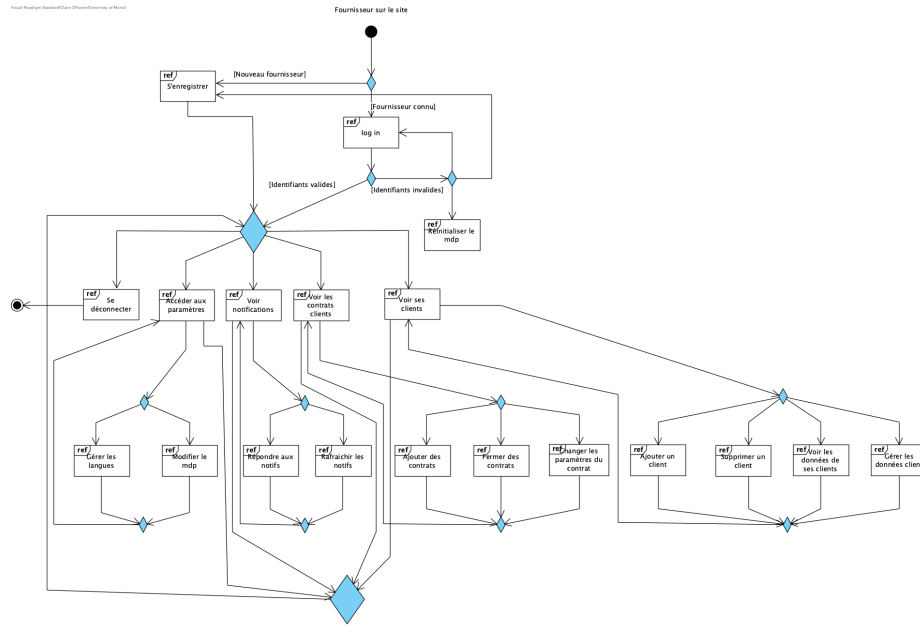 Visual Paradigm Standard(Claire D'Haene(University of Mons))
Fournisseur sur le site
ref
S'enregistrer
[Nouveau fournisseur]
[Fournisseur connu]
ref
log in
[Identifiants valides]
[Identifiants invalides]
ref
Réinitialiser le
mdp
ref
Se
déconnecter
ref
Accéder aux
paramètres
ref
Voir
notifications
ref
Voir les
contrats
clients
ref
Voir ses
clients
ref
Gérer les
langues
ref
Modifier le
mdp
ref
Répondre aux
notifs
ref
Rafraichir les
notifs
ref
Ajouter des
contrats
ref
Fermer des
contrats
ref
Changer les
paramètres du
contrat
ref
Ajouter un
client
ref
Supprimer un
client
ref
Voir les
données de
ses clients
ref
Gérer les
données clien